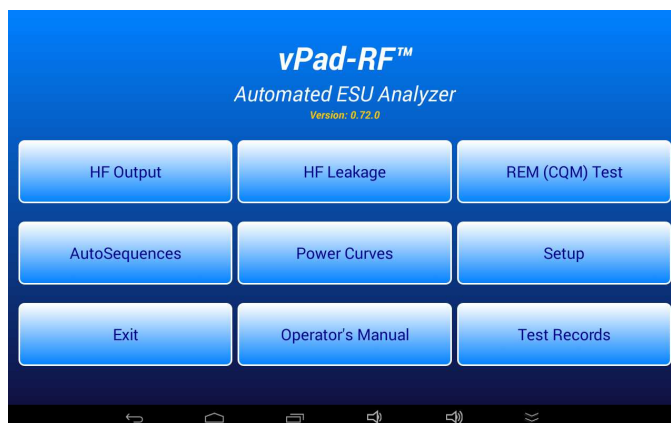 vPad-RF™
Automated ESU Analyzer
Version: 0.72.0
HF Output
HF Leakage
REM (CQM) Test
AutoSequences
Power Curves
Setup
Exit
Operator's Manual
Test Records